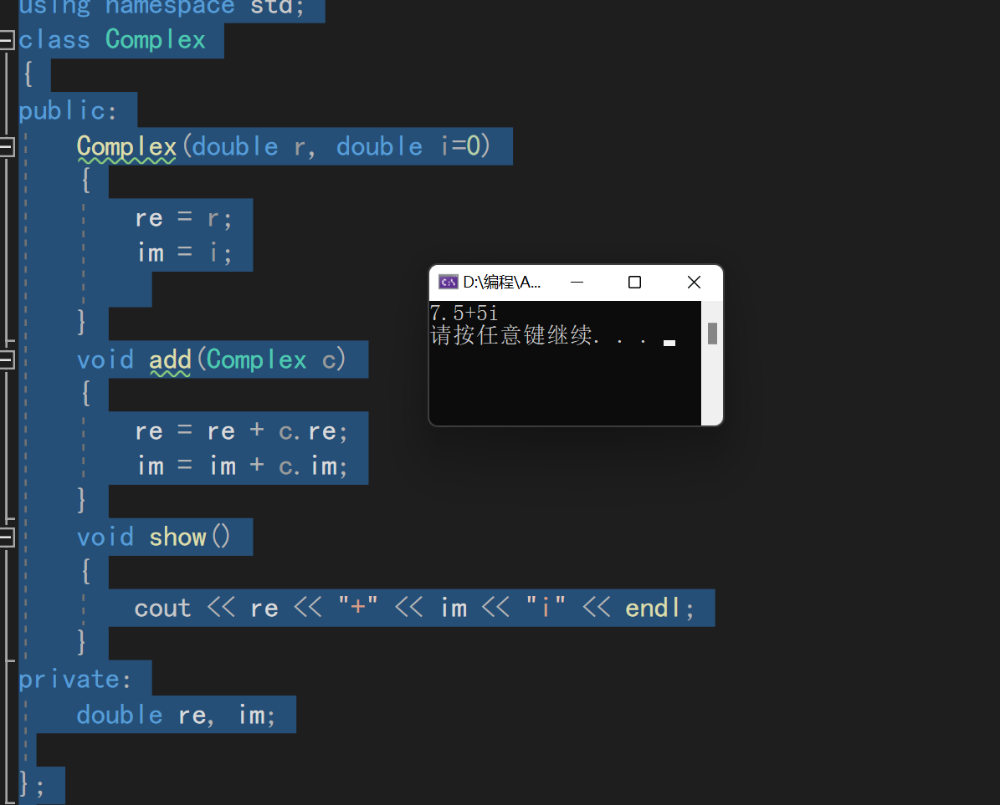 using namespace std;
class Complex
{
public:
    Complex(double r, double i=0)
    {
        re = r;
        im = i;
    }
    void add(Complex c)
    {
        re = re + c.re;
        im = im + c.im;
    }
    void show()
    {
        cout << re << "+" << im << "i" << endl;
    }
private:
    double re, im;
};
D:\编程\A...
7.5+5i
请按任意键继续. . .